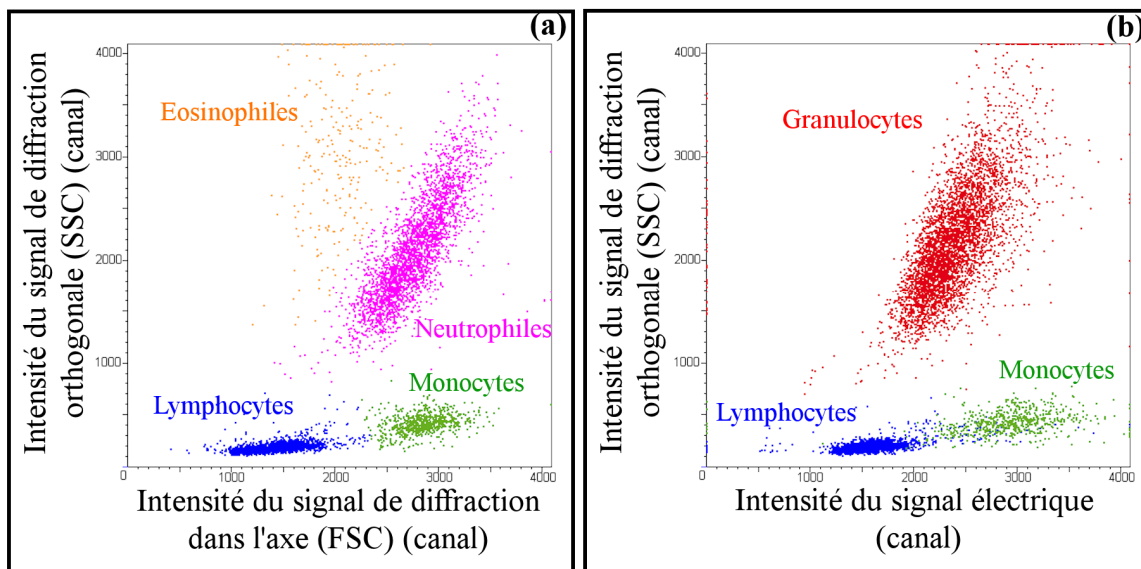 (a)
Intensité du signal de diffraction
orthogonale (SSC) (canal)
4000
3000
2000
1000
0
Eosinophiles
Neutrophiles
Monocytes
Lymphocytes
0
1000
2000
3000
4000
Intensité du signal de diffraction
dans l'axe (FSC) (canal)
(b)
Intensité du signal de diffraction
orthogonale (SSC) (canal)
4000
3000
2000
1000
0
Granulocytes
Monocytes
Lymphocytes
0
1000
2000
3000
4000
Intensité du signal électrique
(canal)